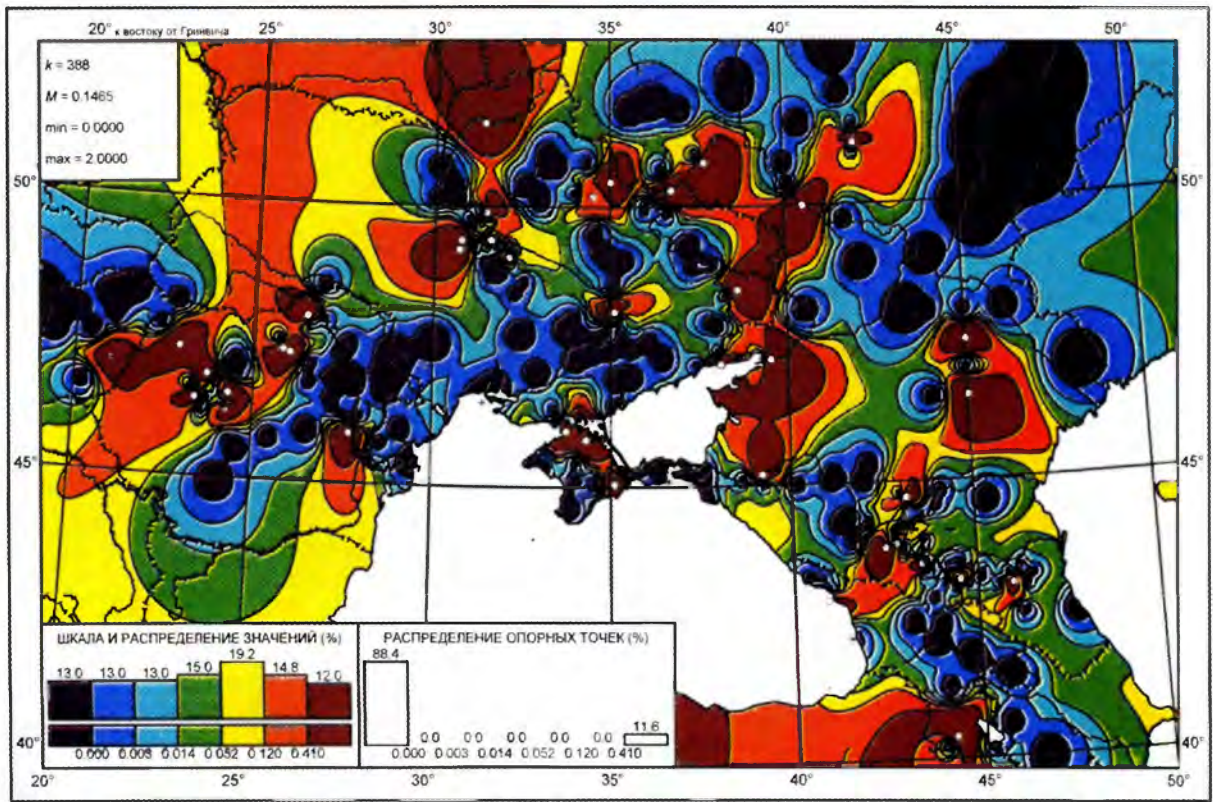 20° к востоку от Гринвича 25° 30° 35° 40° 45° 50°
k = 388
M = 0.1465
min = 0.0000
max = 2.0000
50° 50°
45° 45°
40° 40°
ШКАЛА И РАСПРЕДЕЛЕНИЕ ЗНАЧЕНИЙ (%)
13.0 13.0 13.0 15.0 19.2 14.8 12.0
0.000 0.003 0.014 0.052 0.120 0.410
РАСПРЕДЕЛЕНИЕ ОПОРНЫХ ТОЧЕК (%)
88.4 0.0 0.0 0.0 0.0 0.0 11.6
0.000 0.003 0.014 0.052 0.120 0.410
20° 25° 30° 35° 40° 45° 50°